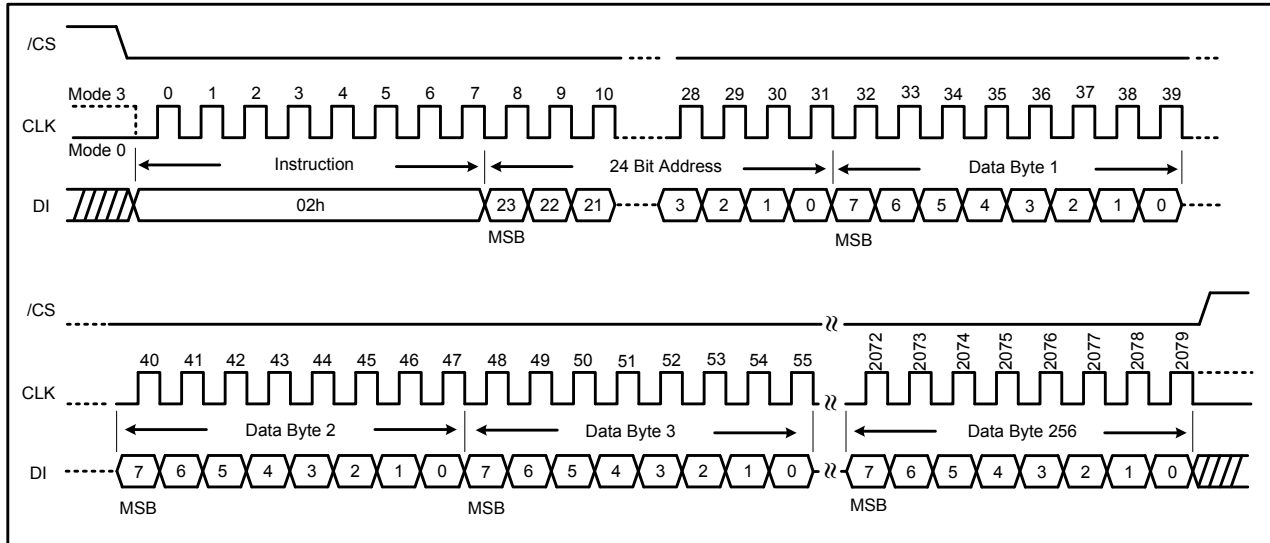 /CS
Mode 3 0 1 2 3 4 5 6 7 8 9 10 28 29 30 31 32 33 34 35 36 37 38 39
CLK
Mode 0
Instruction 24 Bit Address Data Byte 1
DI 02h 23 22 21 3 2 1 0 7 6 5 4 3 2 1 0
MSB MSB
/CS
40 41 42 43 44 45 46 47 48 49 50 51 52 53 54 55 2072 2073 2074 2075 2076 2077 2078 2079
CLK
Data Byte 2 Data Byte 3 Data Byte 256
DI 7 6 5 4 3 2 1 0 7 6 5 4 3 2 1 0 7 6 5 4 3 2 1 0
MSB MSB MSB